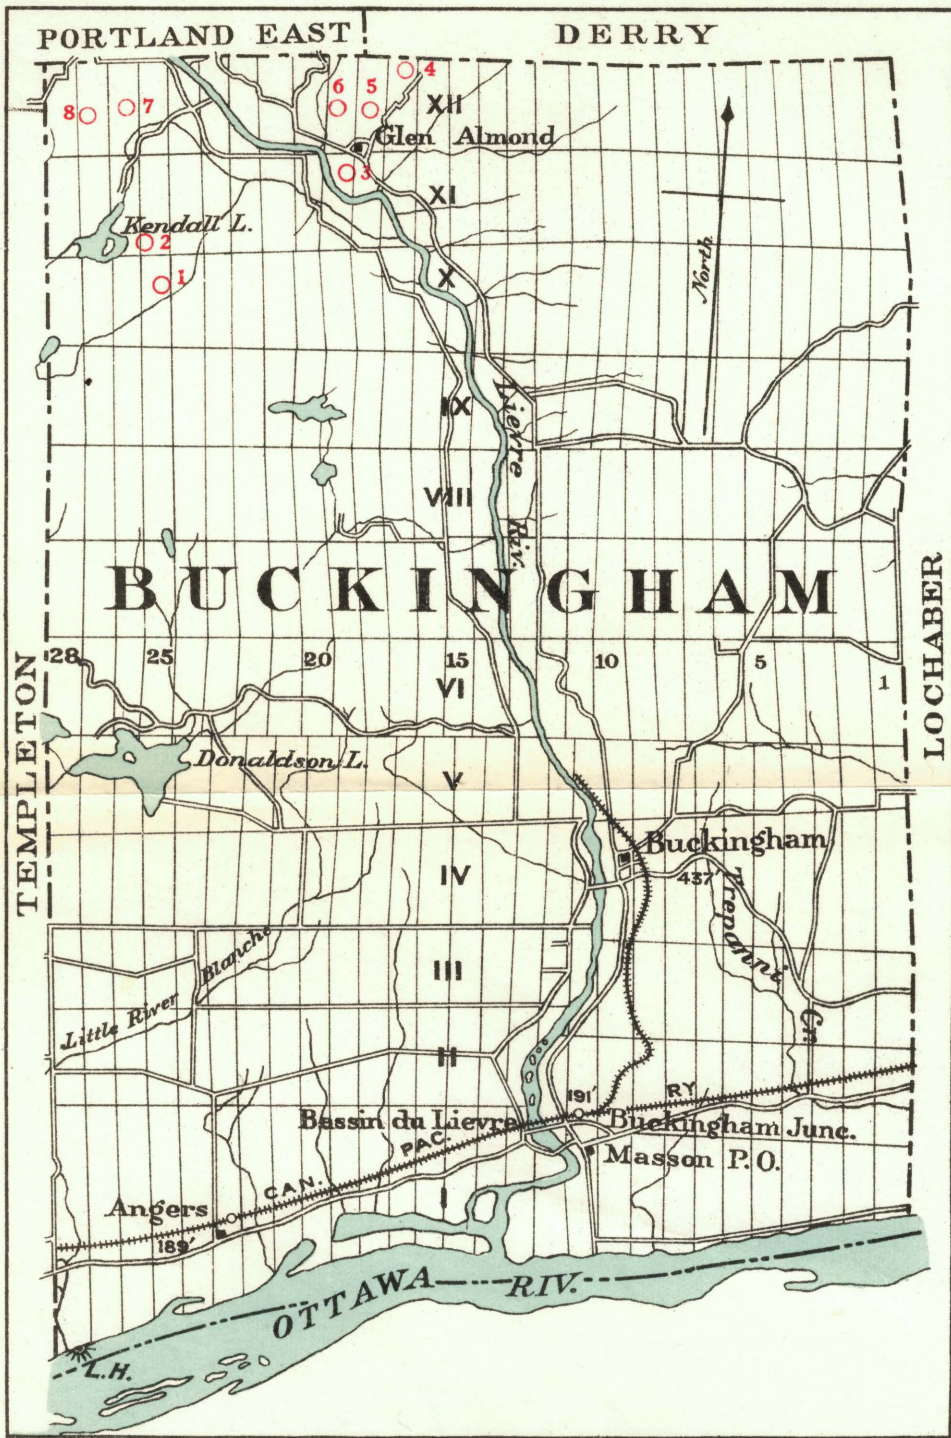 PORTLAND EAST
DERRY
4
6
5
8
7
XII
Glen Almond
3
XI
Kendall L.
2
1
X
North
IX
Lievre Riv.
VIII
BUCKINGHAM
LOCHABER
TEMPLETON
28
25
20
15
10
5
1
VI
Donaldson L.
V
Buckingham
437'
IV
Trepanni Cr.
III
Little River Blanche
II
191'
RY
Bassin du Lievre
Buckingham Junc.
PAC.
Masson P.O.
CAN.
I
Angers
189'
OTTAWA RIV.
L.H.